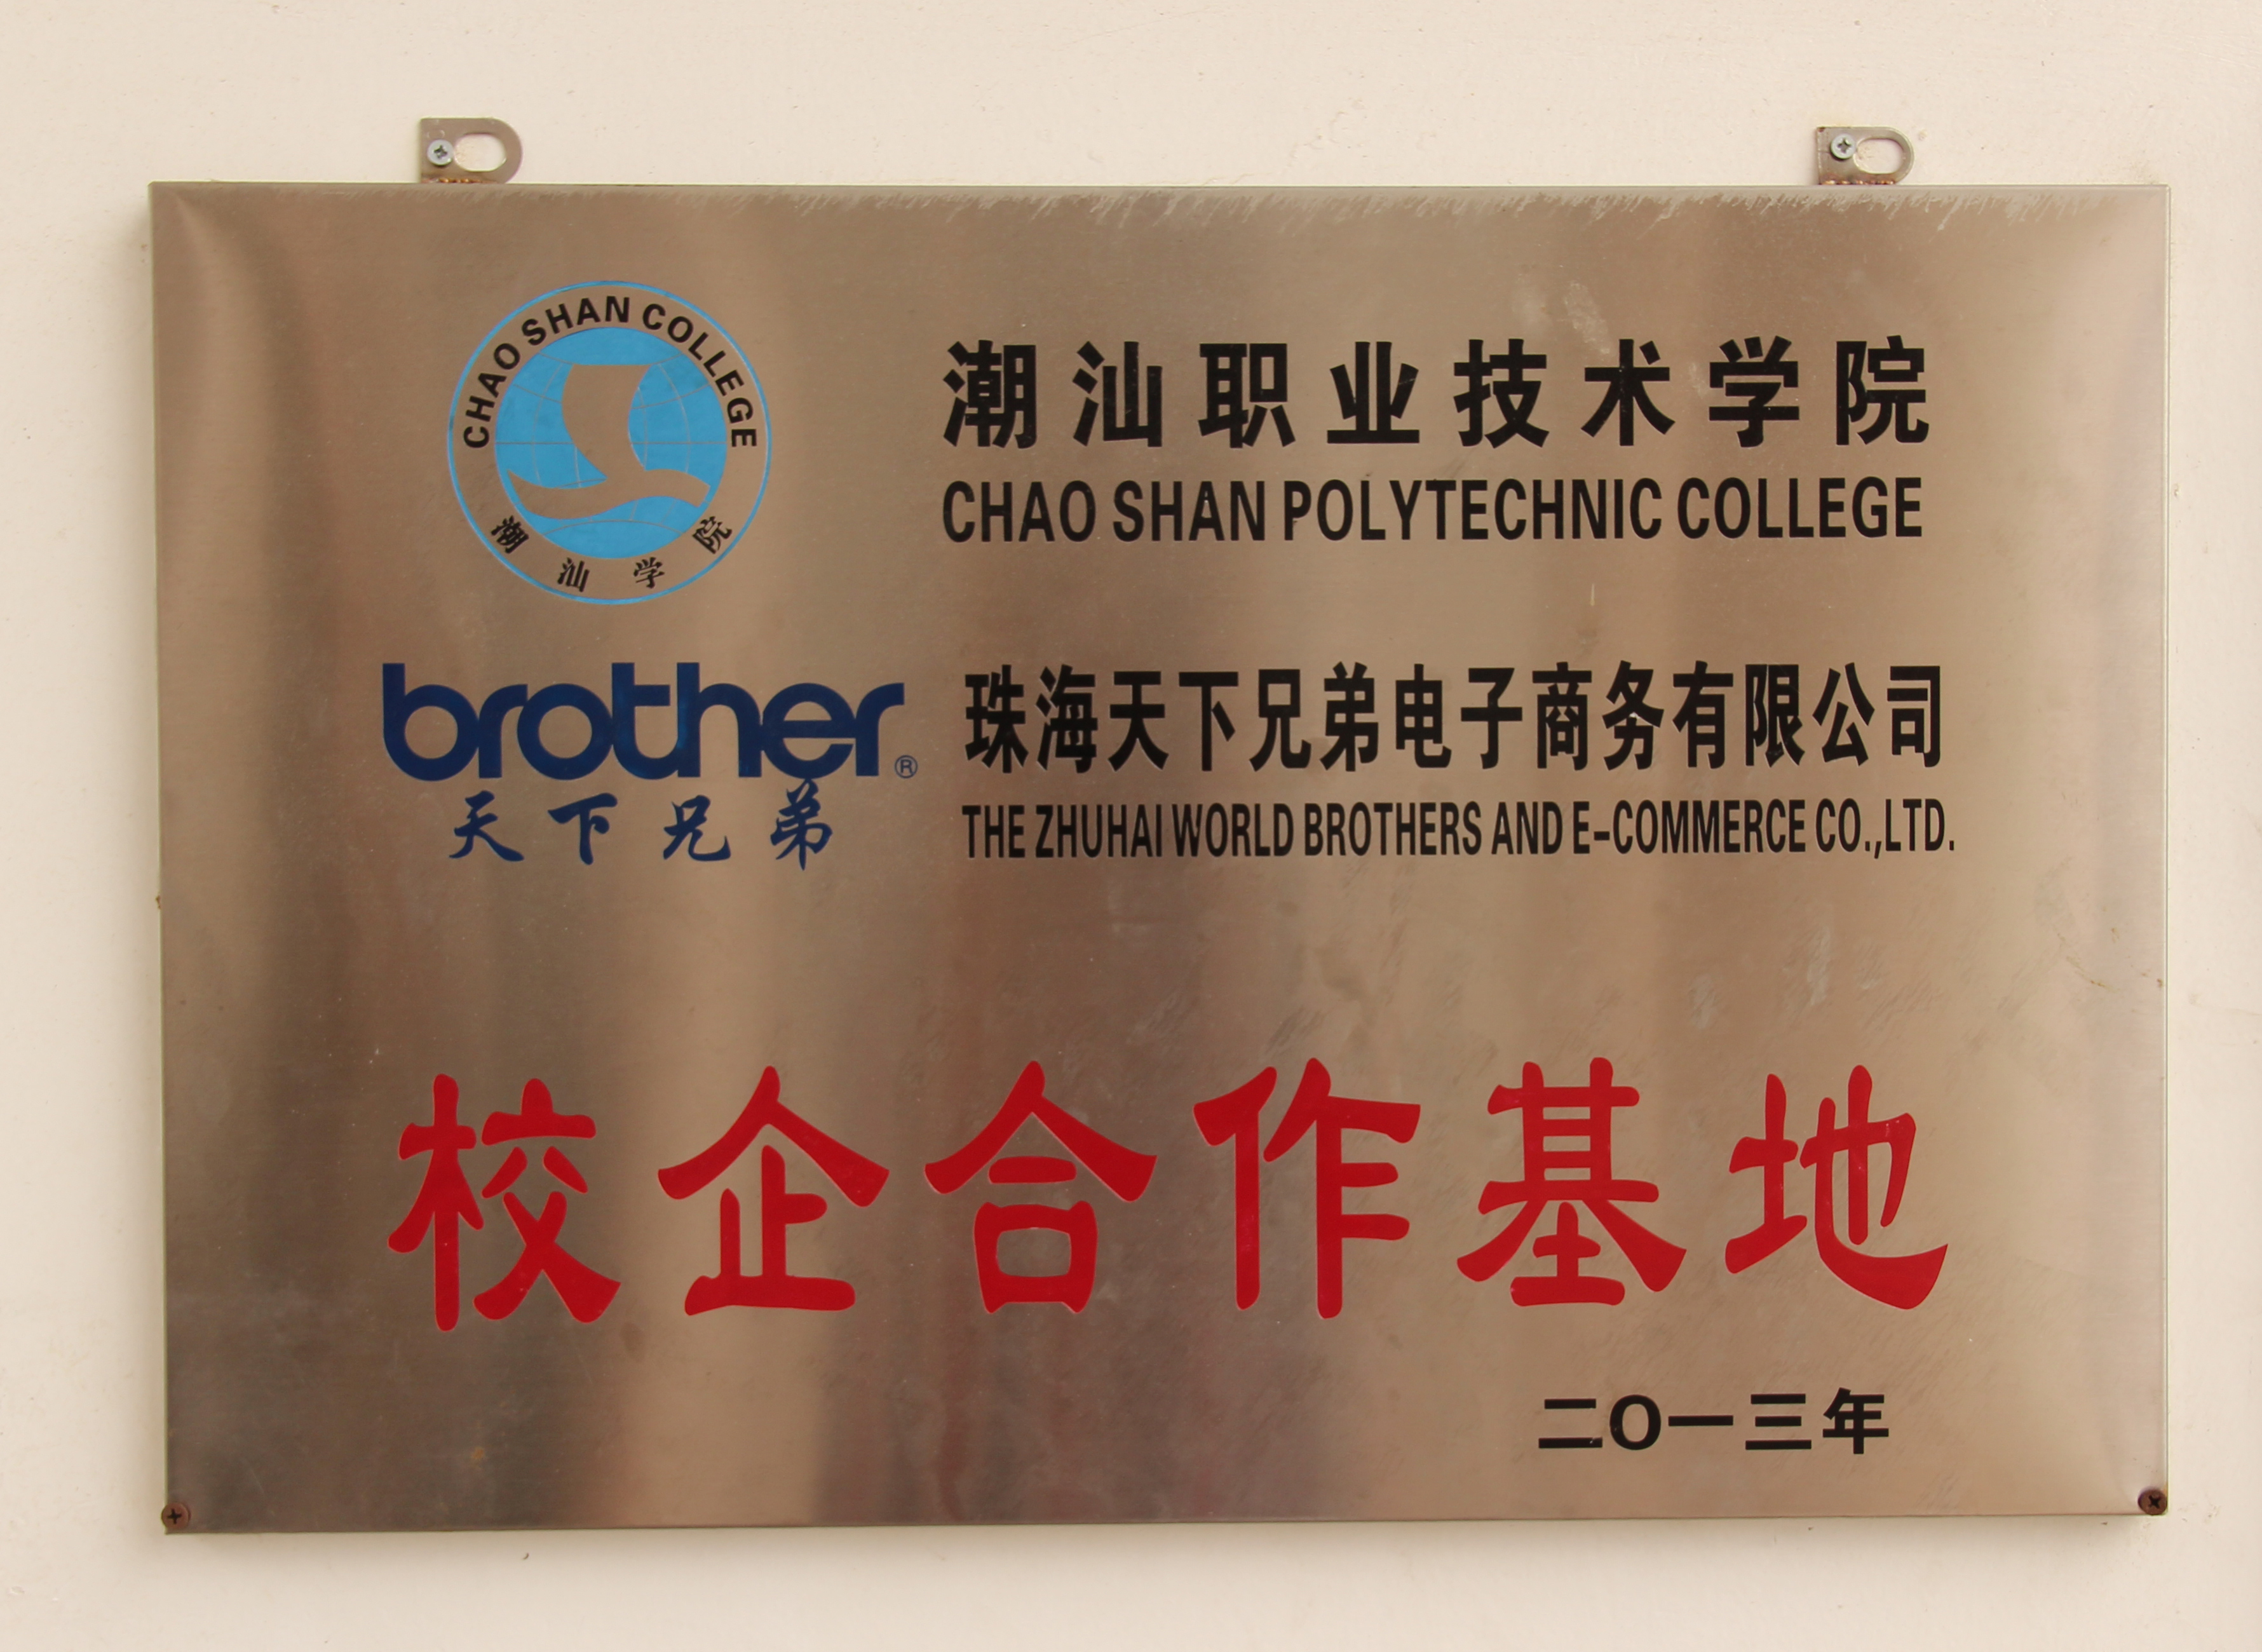 CHAO SHAN COLLEGE
潮汕学院
潮汕职业技术学院
CHAO SHAN POLYTECHNIC COLLEGE
brother®
天下兄弟
珠海天下兄弟电子商务有限公司
THE ZHUHAI WORLD BROTHERS AND E-COMMERCE CO.,LTD.
校企合作基地
二O一三年